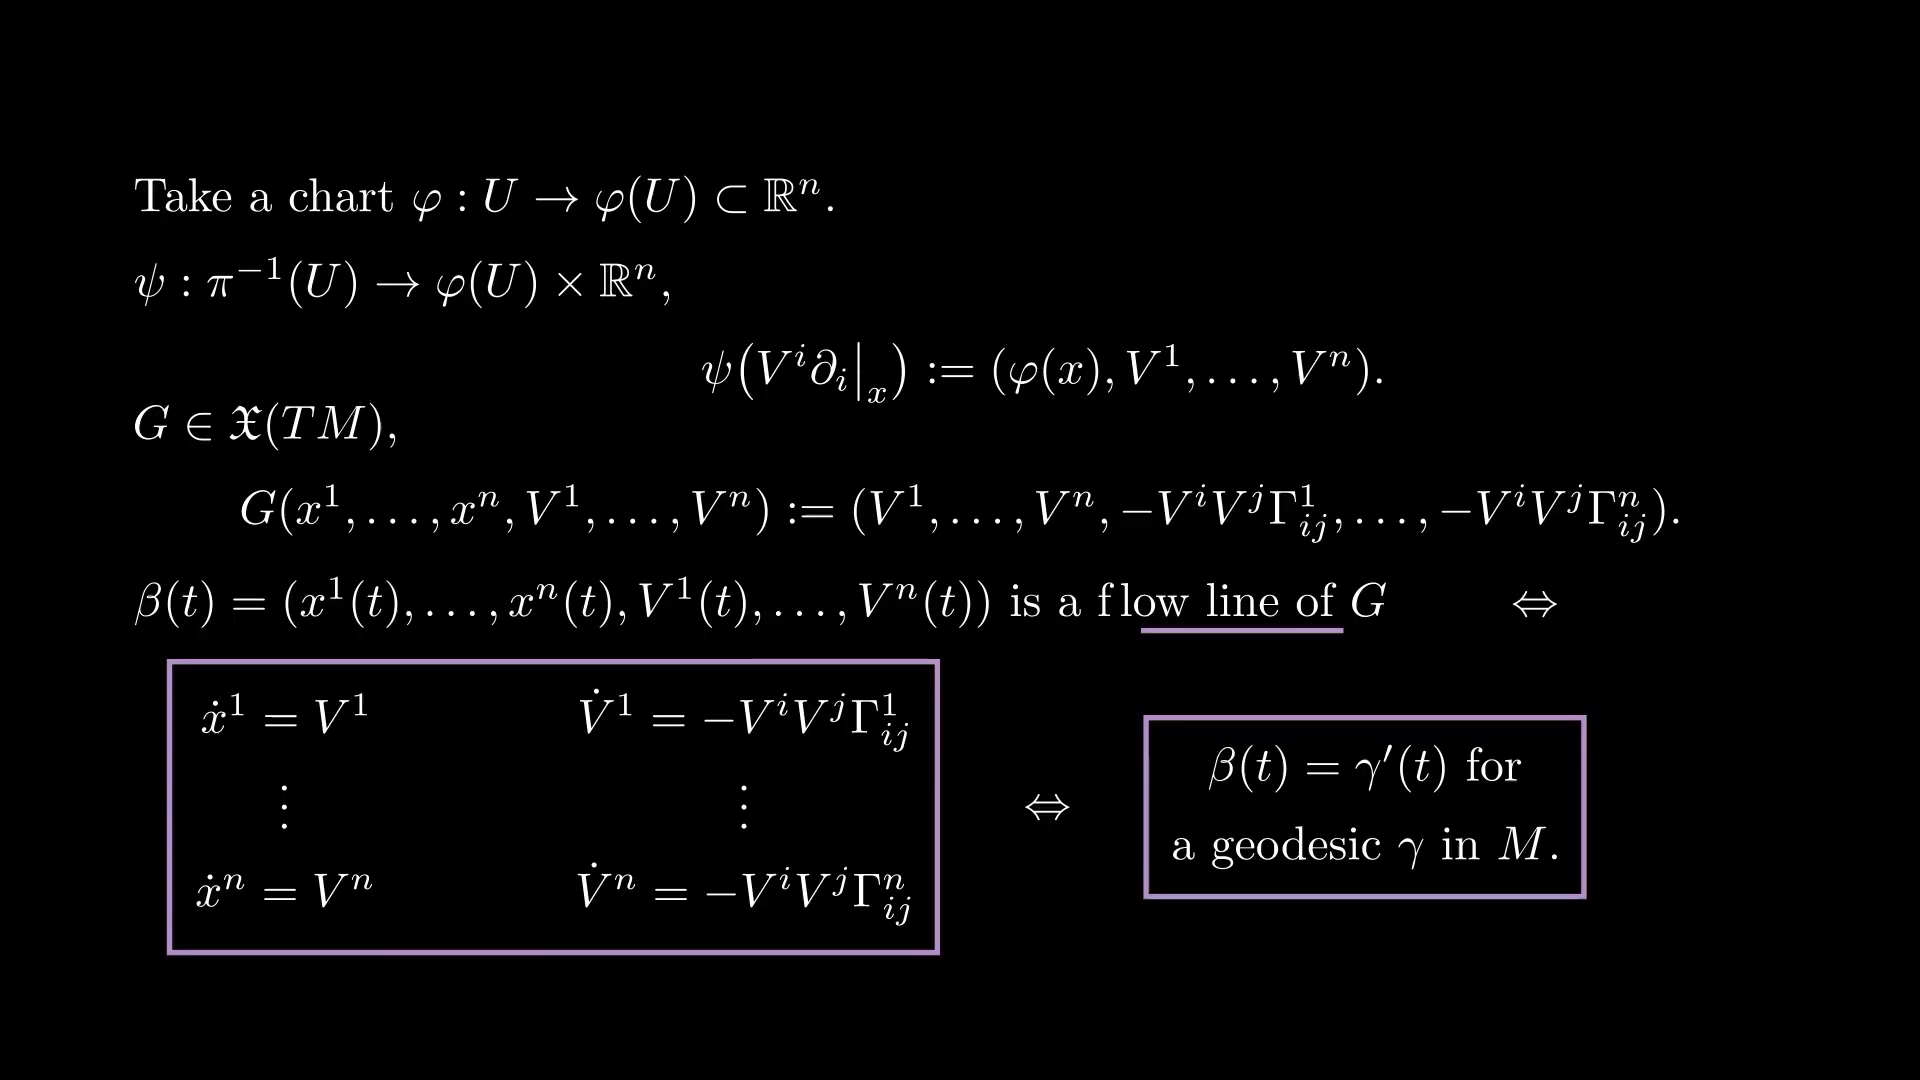 Take a chart φ : U → φ(U) ⊂ ℝⁿ.
ψ : π⁻¹(U) → φ(U) × ℝⁿ,
ψ(Vⁱ∂ᵢ|ₓ) := (φ(x), V¹, . . . , Vⁿ).
G ∈ 𝔛(TM),
G(x¹, . . . , xⁿ, V¹, . . . , Vⁿ) := (V¹, . . . , Vⁿ, −VⁱVʲΓ¹ᵢⱼ, . . . , −VⁱVʲΓⁿᵢⱼ).
β(t) = (x¹(t), . . . , xⁿ(t), V¹(t), . . . , Vⁿ(t)) is a flow line of G ⇔
ẋ¹ = V¹ V̇¹ = −VⁱVʲΓ¹ᵢⱼ
⋮ ⋮
ẋⁿ = Vⁿ V̇ⁿ = −VⁱVʲΓⁿᵢⱼ
⇔
β(t) = γ′(t) for
a geodesic γ in M.